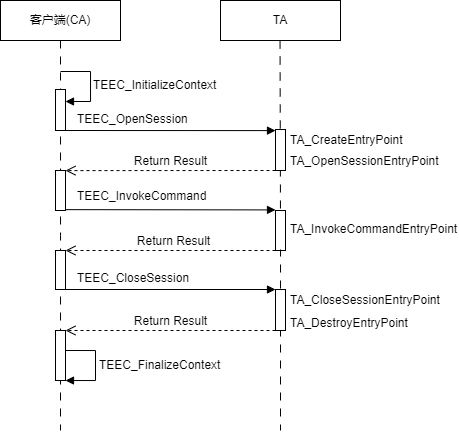 客户端(CA)
TA
TEEC_InitializeContext
TEEC_OpenSession
TA_CreateEntryPoint
Return Result
TA_OpenSessionEntryPoint
TEEC_InvokeCommand
TA_InvokeCommandEntryPoint
Return Result
TEEC_CloseSession
TA_CloseSessionEntryPoint
Return Result
TA_DestroyEntryPoint
TEEC_FinalizeContext